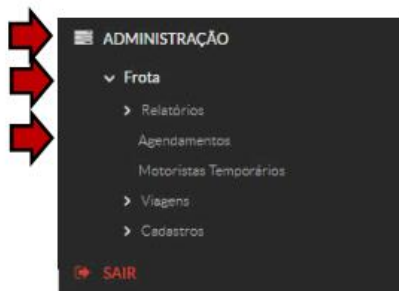 ADMINISTRAÇÃO
Frota
Relatórios
Agendamentos
Motoristas Temporários
Viagens
Cadastros
SAIR